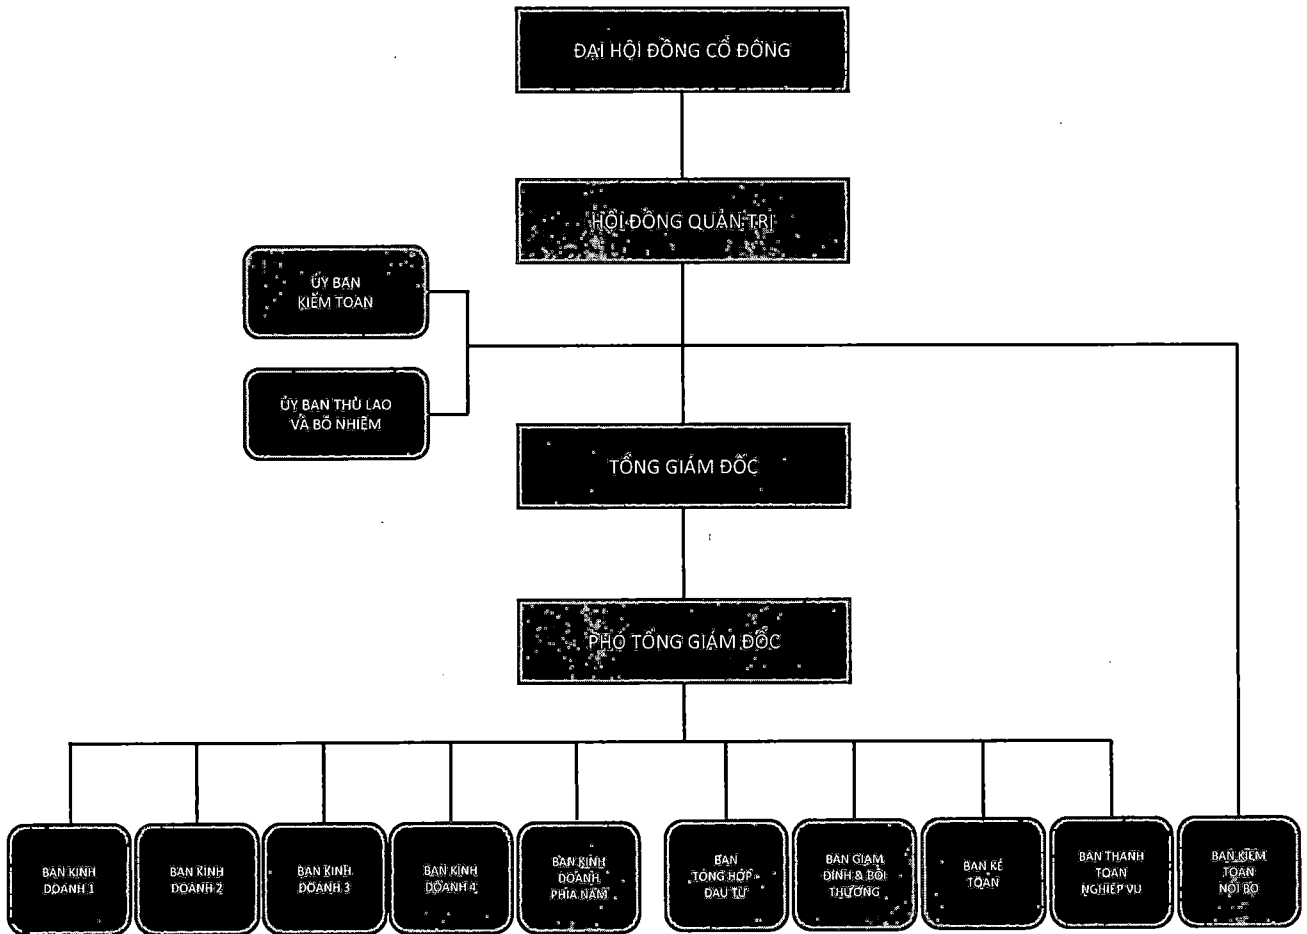 ĐẠI HỘI ĐỒNG CỔ ĐÔNG
HỘI ĐỒNG QUẢN TRỊ
ỦY BAN
KIỂM TOÁN
ỦY BAN THÙ LAO
VÀ BỔ NHIỆM
TỔNG GIÁM ĐỐC
PHÓ TỔNG GIÁM ĐỐC
BAN KINH
DOANH 1
BAN KINH
DOANH 2
BAN KINH
DOANH 3
BAN KINH
DOANH 4
BAN KINH
DOANH
PHÍA NAM
BAN
TỔNG HỢP
ĐẦU TƯ
BAN GIÁM
ĐỊNH & BỒI
THƯỜNG
BAN KẾ
TOÁN
BAN THANH
TOÁN
NGHIỆP VỤ
BAN KIỂM
TOÁN
NỘI BỘ